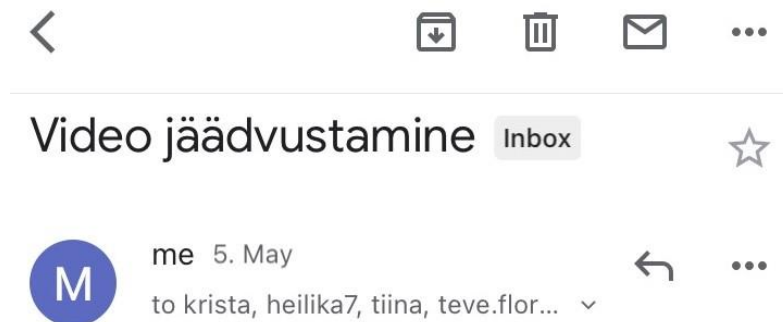 Video jäädvustamine Inbox
M
me 5. May
to krista, heilika7, tiina, teve.flor...